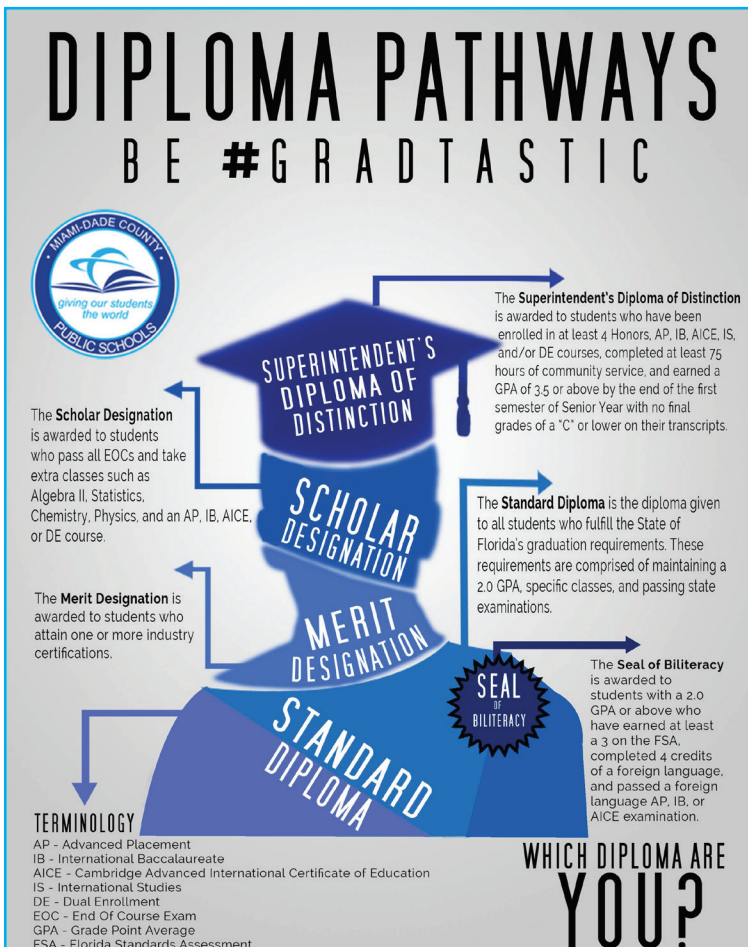 DIPLOMA PATHWAYS
BE #GRADTASTIC
MIAMI-DADE COUNTY
giving our students
the world
PUBLIC SCHOOLS
The Superintendent's Diploma of Distinction
is awarded to students who have been
enrolled in at least 4 Honors, AP, IB, AICE, IS,
and/or DE courses, completed at least 75
hours of community service, and earned a
GPA of 3.5 or above by the end of the first
semester of Senior Year with no final
grades of a "C" or lower on their transcripts.
SUPERINTENDENT'S
DIPLOMA OF
DISTINCTION
The Scholar Designation
is awarded to students
who pass all EOCs and take
extra classes such as
Algebra II, Statistics,
Chemistry, Physics, and an AP, IB, AICE,
or DE course.
SCHOLAR
DESIGNATION
The Standard Diploma is the diploma given
to all students who fulfill the State of
Florida's graduation requirements. These
requirements are comprised of maintaining a
2.0 GPA, specific classes, and passing state
examinations.
The Merit Designation is
awarded to students who
attain one or more industry
certifications.
MERIT
DESIGNATION
The Seal of Biliteracy
is awarded to
students with a 2.0
GPA or above who
have earned at least
a 3 on the FSA,
completed 4 credits
of a foreign language,
and passed a foreign
language AP, IB, or
AICE examination.
SEAL
OF
BILITERACY
STANDARD
DIPLOMA
TERMINOLOGY
AP - Advanced Placement
IB - International Baccalaureate
AICE - Cambridge Advanced International Certificate of Education
IS - International Studies
DE - Dual Enrollment
EOC - End Of Course Exam
GPA - Grade Point Average
FSA - Florida Standards Assessment
WHICH DIPLOMA ARE
YOU?